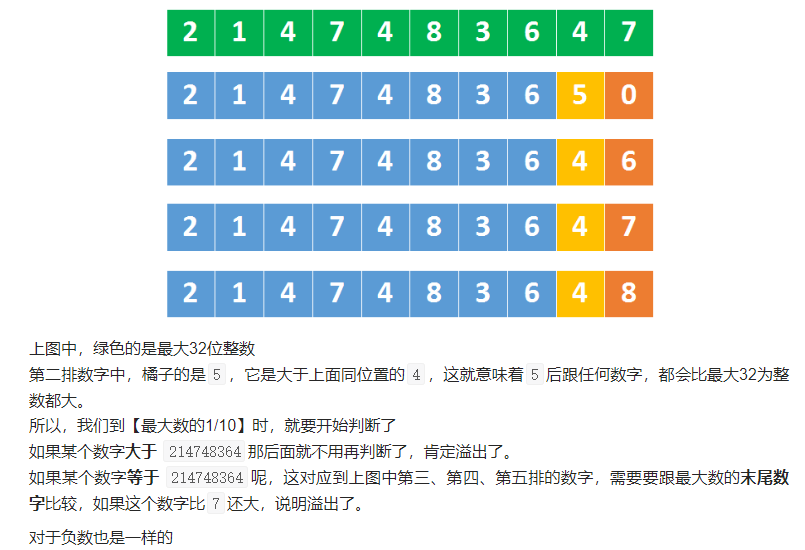 2 1 4 7 4 8 3 6 4 7
2 1 4 7 4 8 3 6 5 0
2 1 4 7 4 8 3 6 4 6
2 1 4 7 4 8 3 6 4 7
2 1 4 7 4 8 3 6 4 8
上图中，绿色的是最大32位整数
第二排数字中，橘子的是 5 ，它是大于上面同位置的 4 ，这就意味着 5 后跟任何数字，都会比最大32为整
数都大。
所以，我们到【最大数的1/10】时，就要开始判断了
如果某个数字大于 214748364 那后面就不用再判断了，肯定溢出了。
如果某个数字等于 214748364 呢，这对应到上图中第三、第四、第五排的数字，需要要跟最大数的末尾数
字比较，如果这个数字比 7 还大，说明溢出了。
对于负数也是一样的